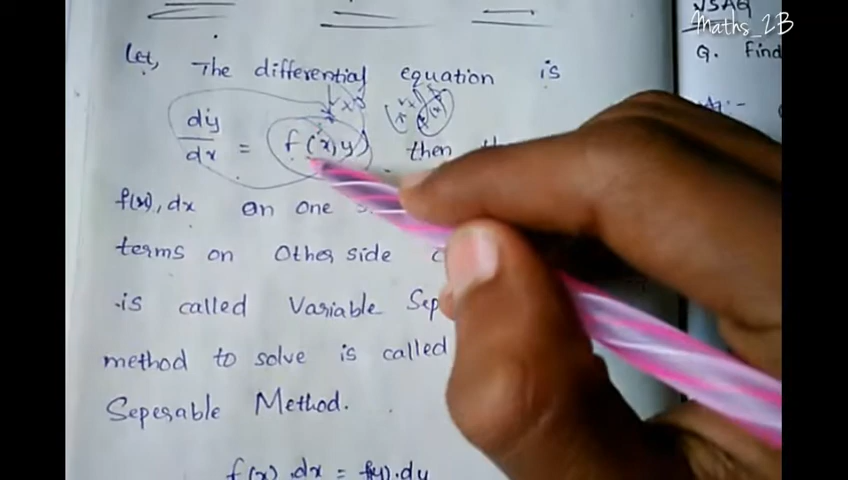 Maths_2B
VSAQ
Q. Find
Let, The differential equation is
dy/dx = f(x, y) then
f(x), dx on one
terms on Other side
is called Variable Sep
method to solve is called
Seperable Method.
f(x).dx = f(y).dy